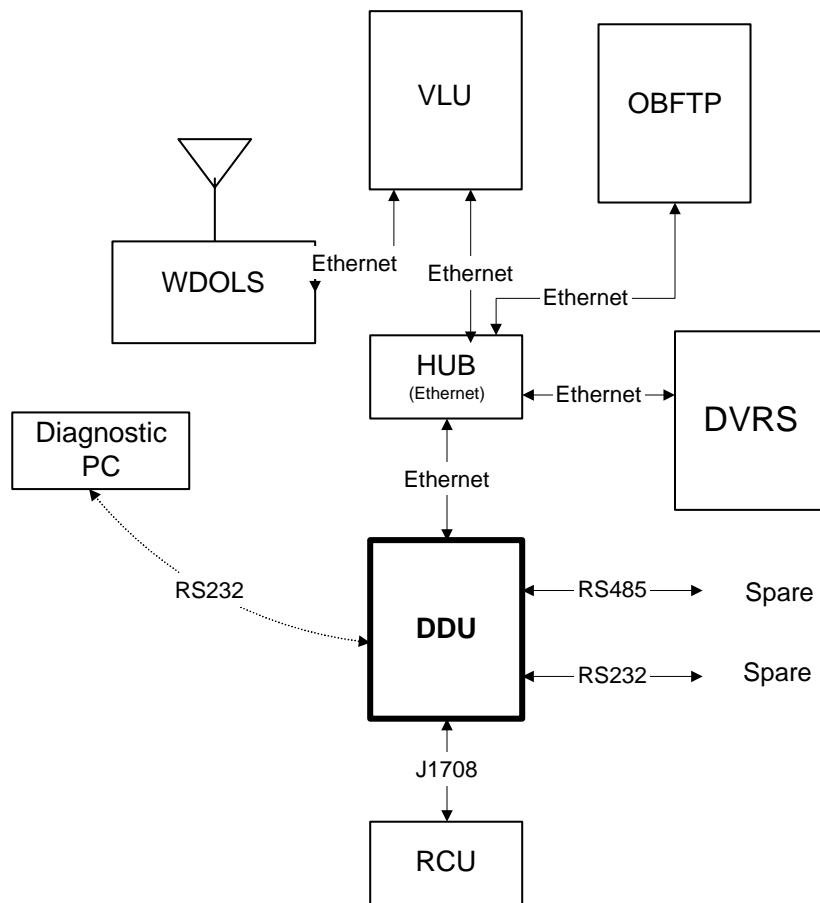 VLU
OBFTP
WDOLS
Ethernet
Ethernet
Ethernet
HUB
(Ethernet)
Ethernet
DVRS
Diagnostic
PC
Ethernet
RS232
DDU
RS485
Spare
RS232
Spare
J1708
RCU